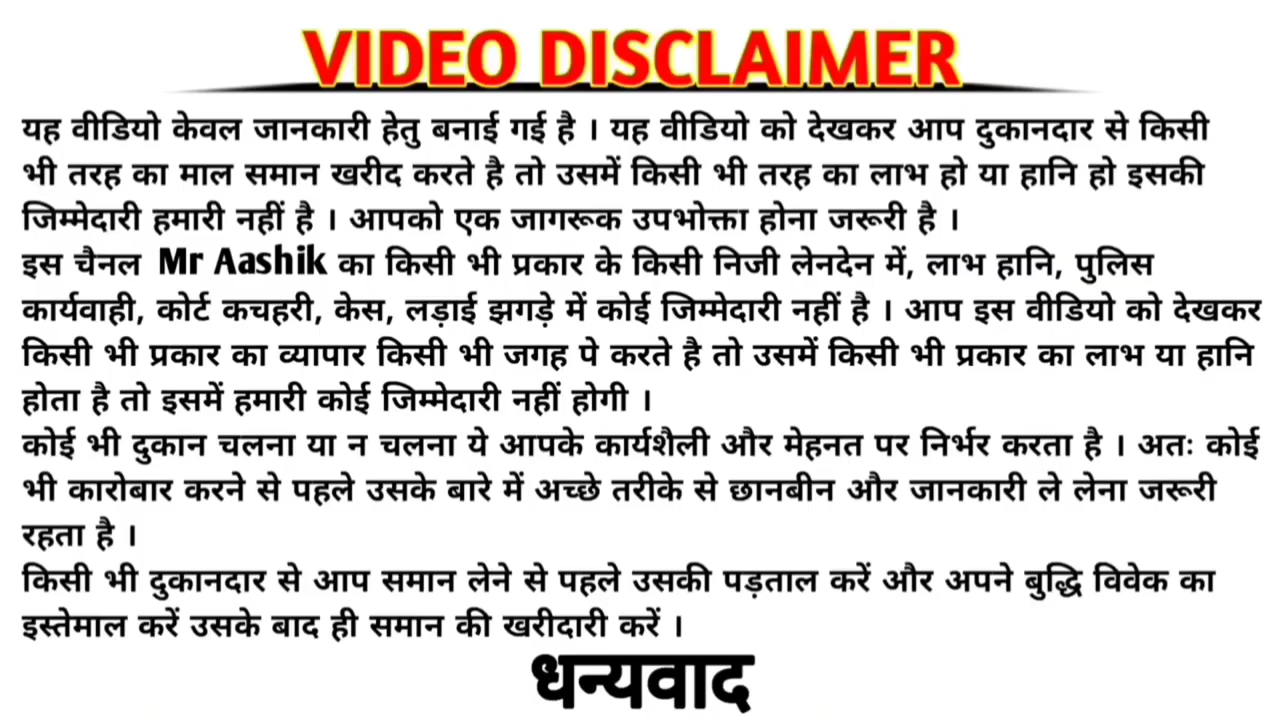 VIDEO DISCLAIMER
यह वीडियो केवल जानकारी हेतु बनाई गई है । यह वीडियो को देखकर आप दुकानदार से किसी
भी तरह का माल समान खरीद करते है तो उसमें किसी भी तरह का लाभ हो या हानि हो इसकी
जिम्मेदारी हमारी नहीं है । आपको एक जागरूक उपभोक्ता होना जरूरी है ।
इस चैनल Mr Aashik का किसी भी प्रकार के किसी निजी लेनदेन में, लाभ हानि, पुलिस
कार्यवाही, कोर्ट कचहरी, केस, लड़ाई झगड़े में कोई जिम्मेदारी नहीं है । आप इस वीडियो को देखकर
किसी भी प्रकार का व्यापार किसी भी जगह पे करते है तो उसमें किसी भी प्रकार का लाभ या हानि
होता है तो इसमें हमारी कोई जिम्मेदारी नहीं होगी ।
कोई भी दुकान चलना या न चलना ये आपके कार्यशैली और मेहनत पर निर्भर करता है । अतः कोई
भी कारोबार करने से पहले उसके बारे में अच्छे तरीके से छानबीन और जानकारी ले लेना जरूरी
रहता है ।
किसी भी दुकानदार से आप समान लेने से पहले उसकी पड़ताल करें और अपने बुद्धि विवेक का
इस्तेमाल करें उसके बाद ही समान की खरीदारी करें ।
धन्यवाद